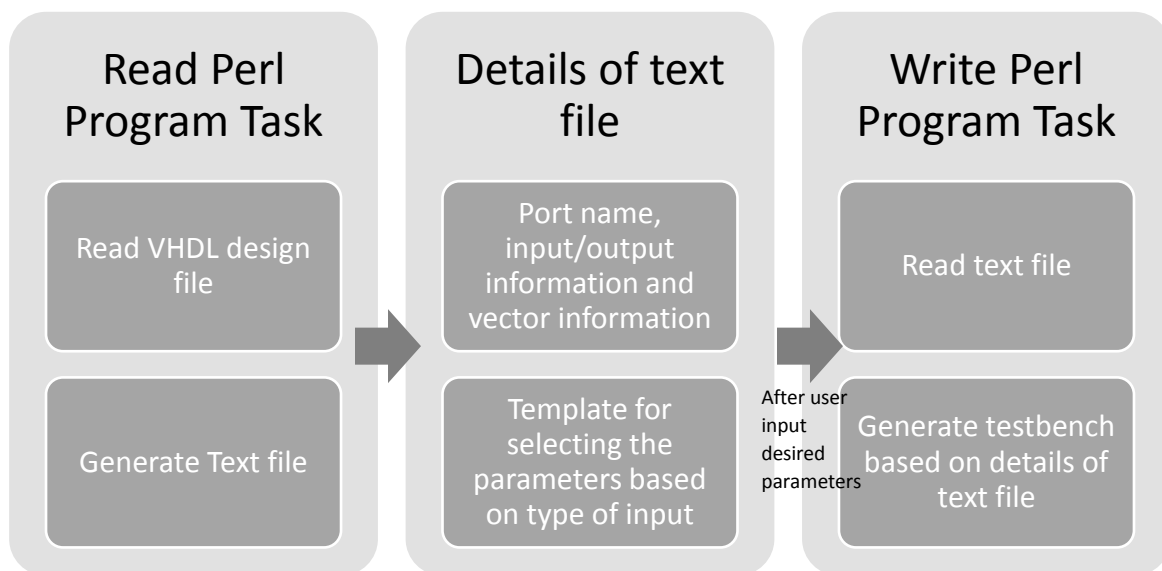 Read Perl
Program Task
Read VHDL design
file
Generate Text file
Details of text
file
Port name,
input/output
information and
vector information
Template for
selecting the
parameters based
on type of input
After user
input
desired
parameters
Write Perl
Program Task
Read text file
Generate testbench
based on details of
text file